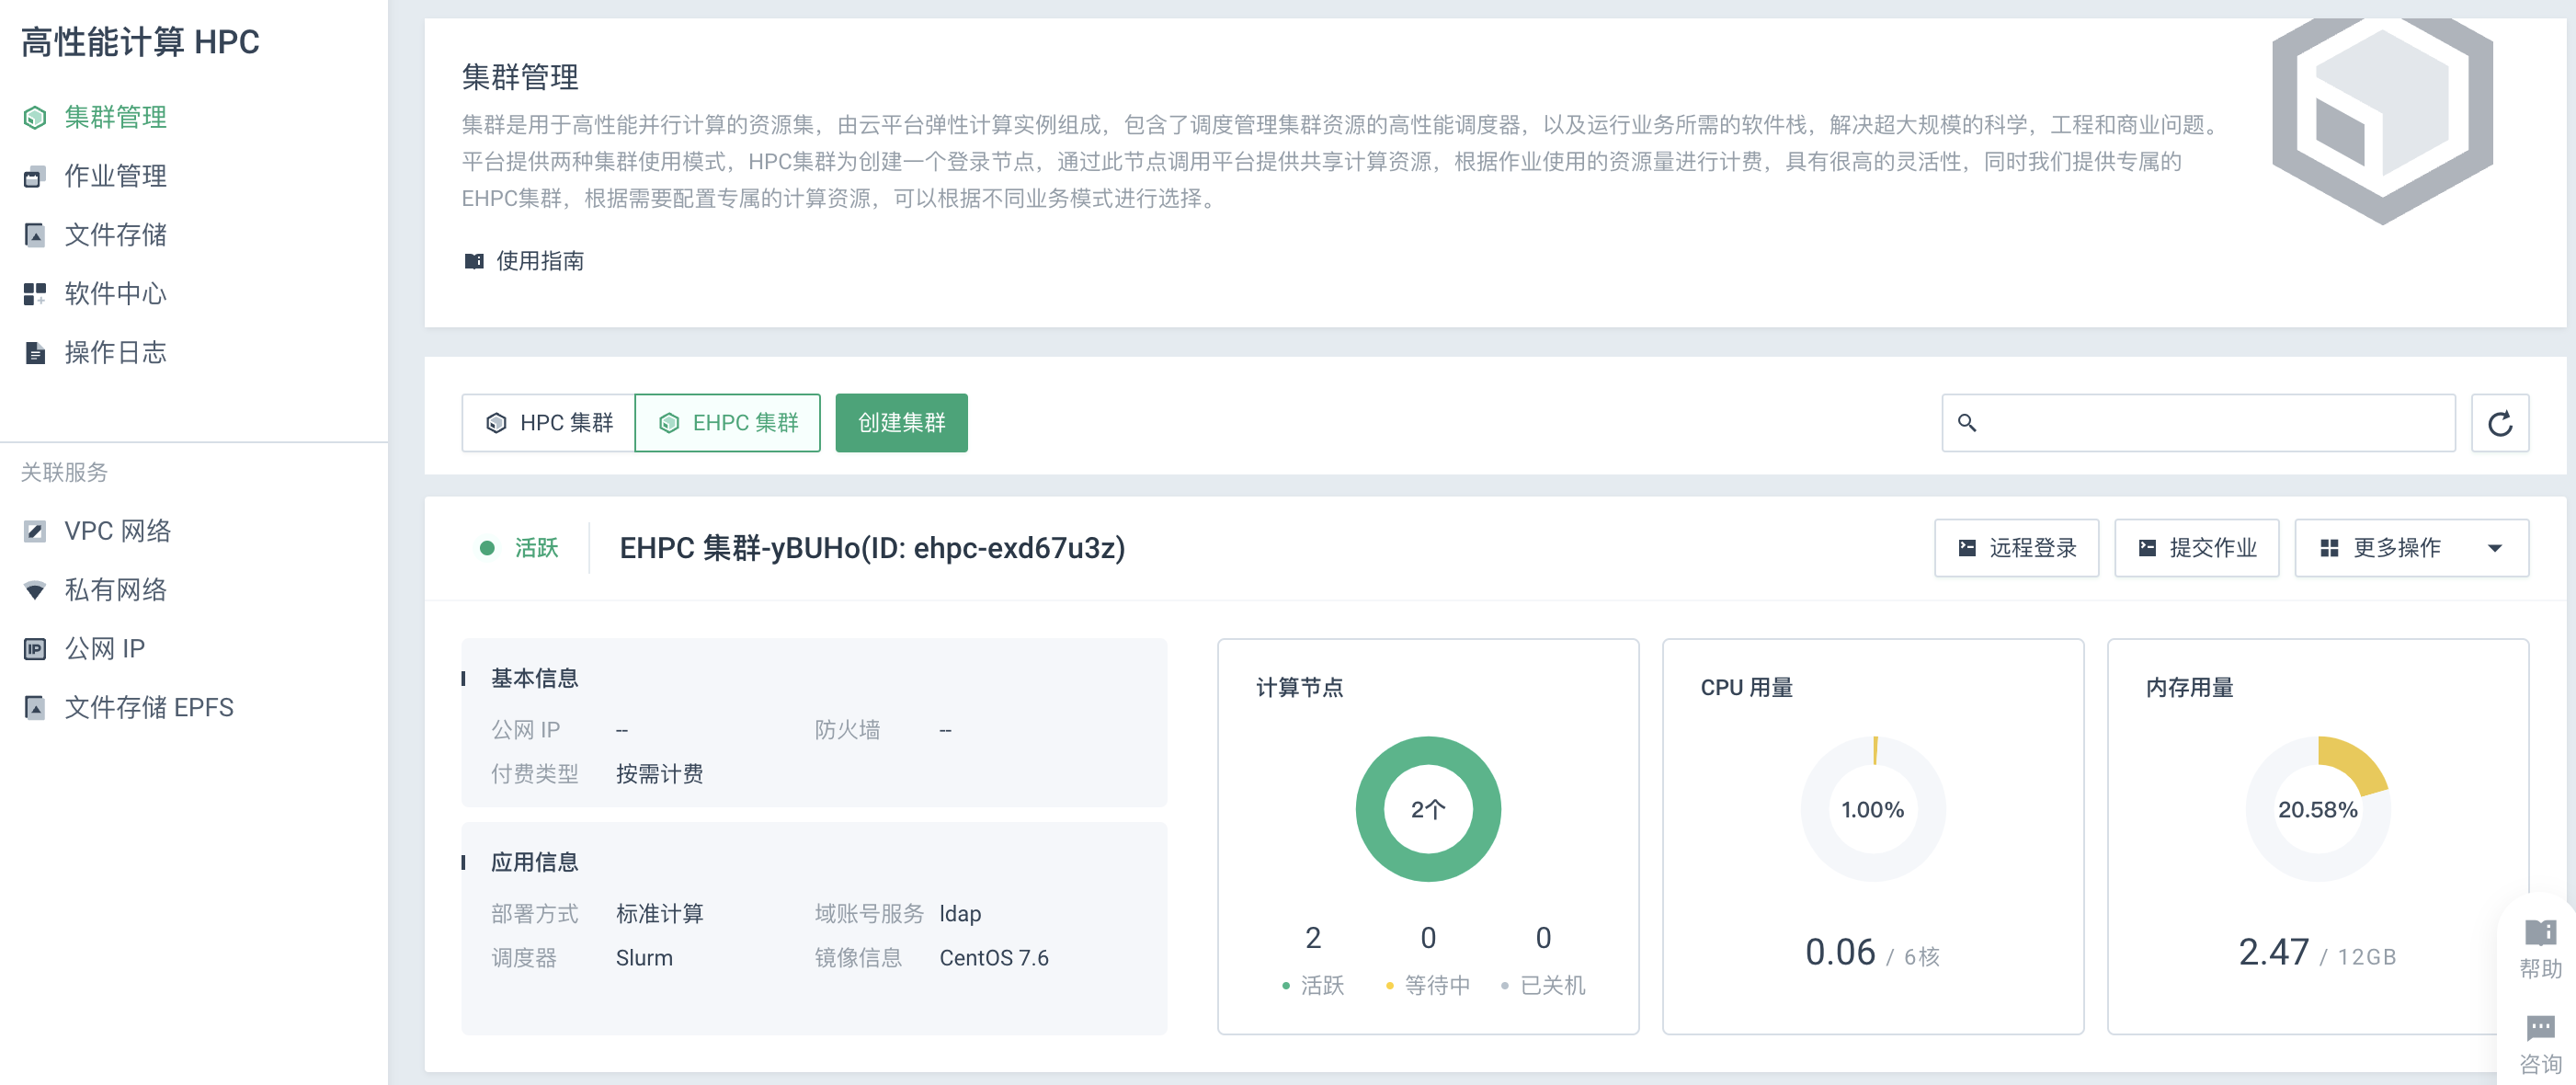 高性能计算 HPC
集群管理
作业管理
文件存储
软件中心
操作日志
关联服务
VPC 网络
私有网络
公网 IP
文件存储 EPFS
集群管理
集群是用于高性能并行计算的资源集，由云平台弹性计算实例组成，包含了调度管理集群资源的高性能调度器，以及运行业务所需的软件栈，解决超大规模的科学，工程和商业问题。
平台提供两种集群使用模式，HPC集群为创建一个登录节点，通过此节点调用平台提供共享计算资源，根据作业使用的资源量进行计费，具有很高的灵活性，同时我们提供专属的
EHPC集群，根据需要配置专属的计算资源，可以根据不同业务模式进行选择。
使用指南
HPC 集群 EHPC 集群 创建集群
活跃 EHPC 集群-yBUHo(ID: ehpc-exd67u3z) 远程登录 提交作业 更多操作
基本信息
公网 IP -- 防火墙 --
付费类型 按需计费
应用信息
部署方式 标准计算 域账号服务 ldap
调度器 Slurm 镜像信息 CentOS 7.6
计算节点
2个
2 0 0
活跃 等待中 已关机
CPU 用量
1.00%
0.06 / 6核
内存用量
20.58%
2.47 / 12GB
帮助
咨询